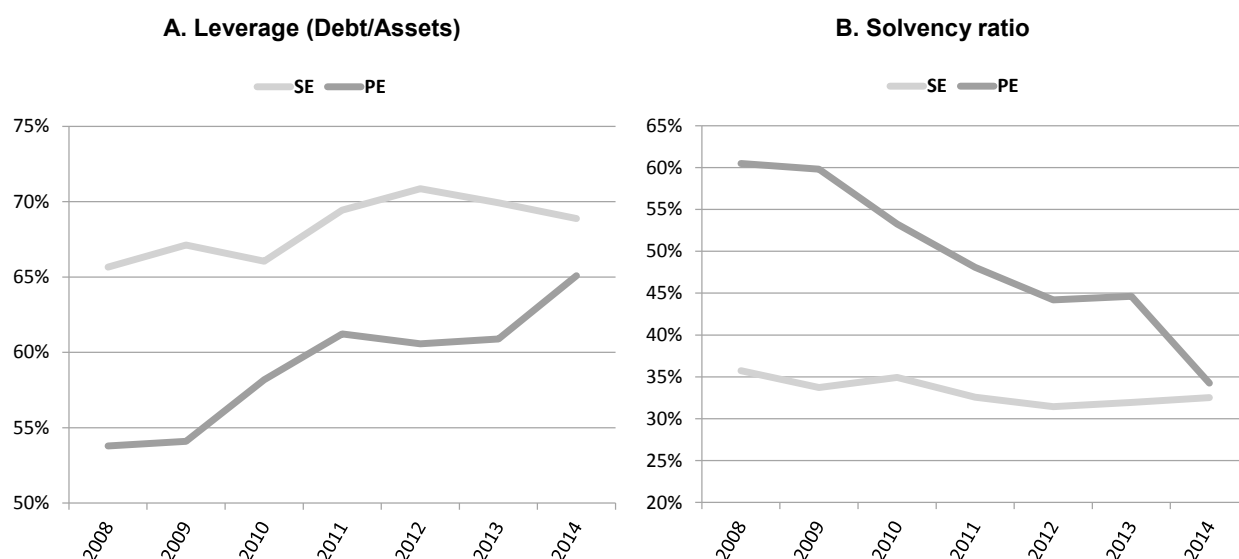 A. Leverage (Debt/Assets)
SE PE
75%
70%
65%
60%
55%
50%
2008 2009 2010 2011 2012 2013 2014
B. Solvency ratio
SE PE
65%
60%
55%
50%
45%
40%
35%
30%
25%
20%
2008 2009 2010 2011 2012 2013 2014